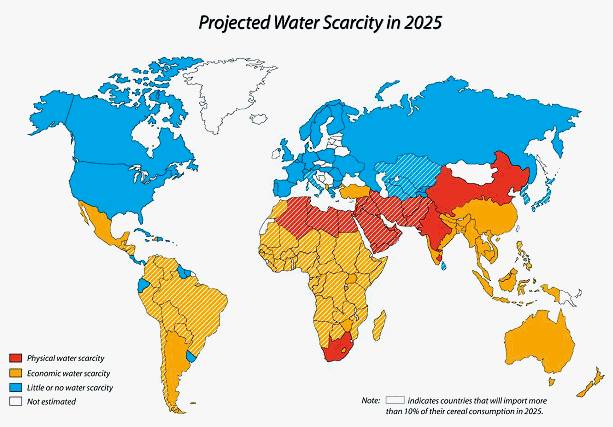 Projected Water Scarcity in 2025
Physical water scarcity
Economic water scarcity
Little or no water scarcity
Not estimated
Note: indicates countries that will import more
than 10% of their cereal consumption in 2025.